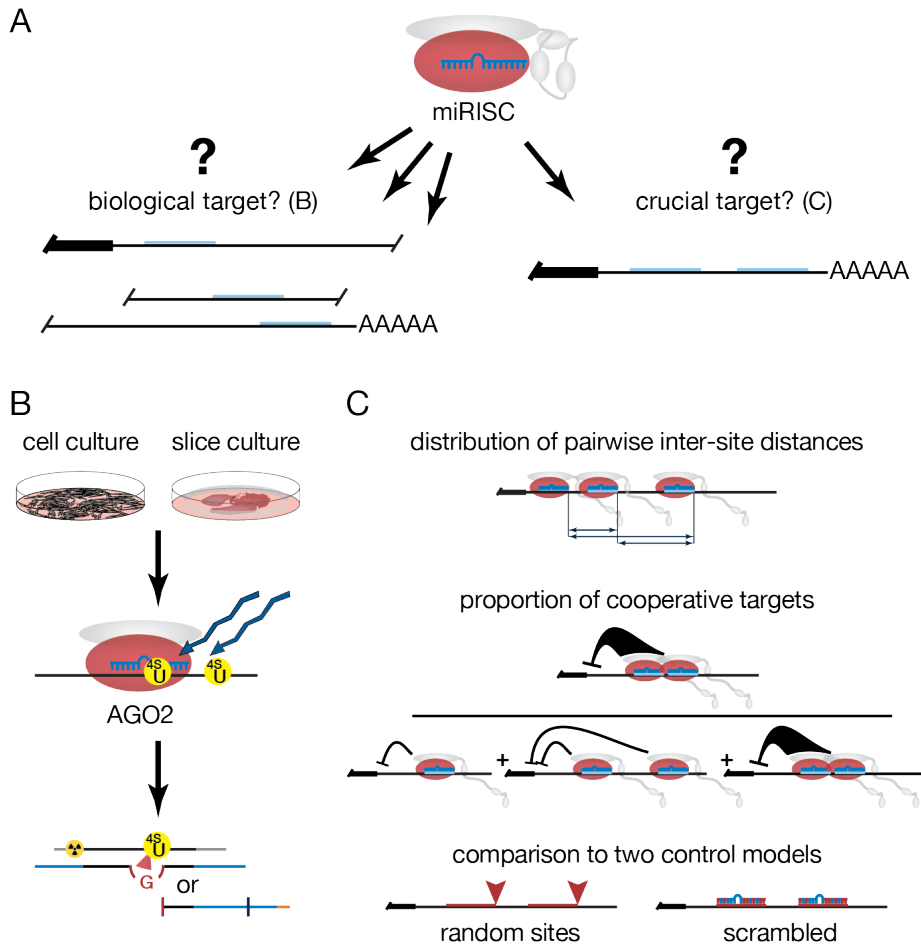 A
miRISC
?
?
biological target? (B)
crucial target? (C)
AAAAA
AAAAA
B
cell culture
slice culture
4S
U
4S
U
AGO2
4S
U
G
or
C
distribution of pairwise inter-site distances
proportion of cooperative targets
+
+
comparison to two control models
random sites
scrambled